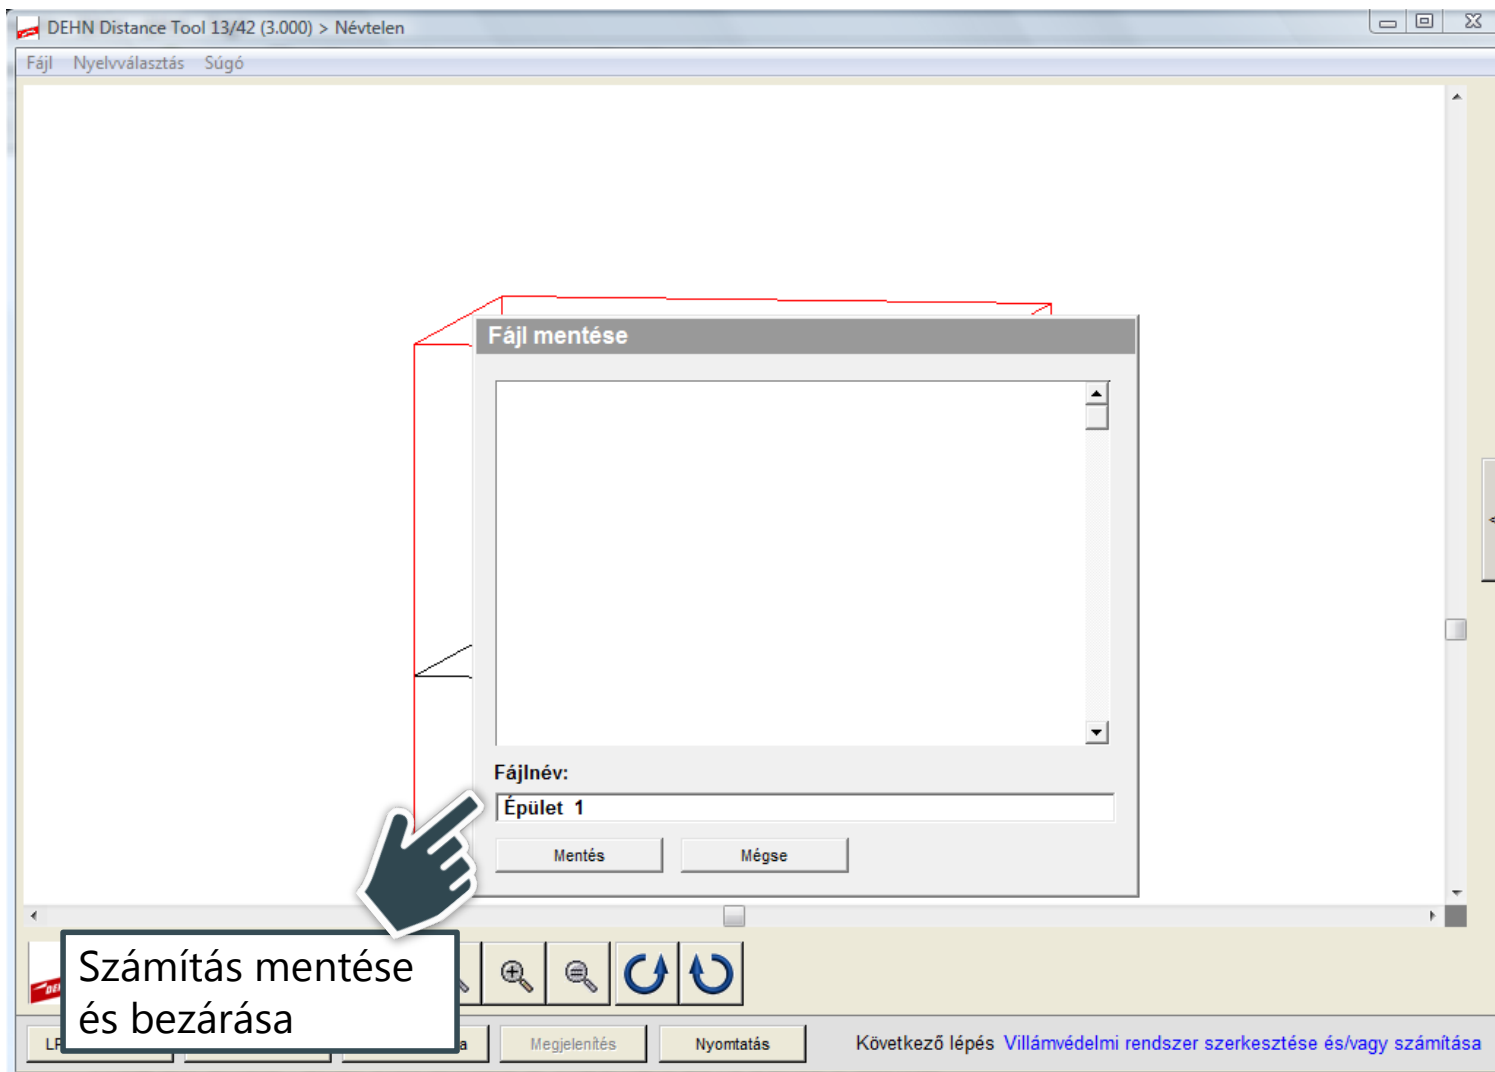 DEHN Distance Tool 13/42 (3.000) > Névtelen
Fájl Nyelvválasztás Súgó
Fájl mentése
Fájlnév:
Épület 1
Mentés Mégse
Számítás mentése
és bezárása
Megjelenítés Nyomtatás Következő lépés Villámvédelmi rendszer szerkesztése és/vagy számítása